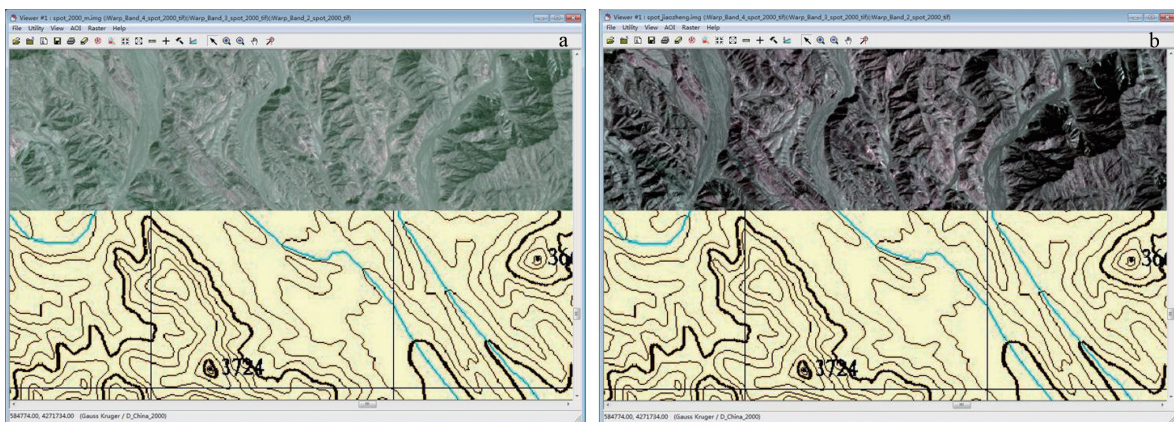 Viewer #1 : spot_2000_m.img (:Warp_Band_4_spot_2000_tif)(:Warp_Band_3_spot_2000_tif)(:Warp_Band_2_spot_2000_tif)
File Utility View AOI Raster Help
a
3724
584774.00, 4271734.00 (Gauss Kruger / D_China_2000)
Viewer #1 : spot_jiaozheng.img (:Warp_Band_4_spot_2000_tif)(:Warp_Band_3_spot_2000_tif)(:Warp_Band_2_spot_2000_tif)
File Utility View AOI Raster Help
b
3724
584774.00, 4271734.00 (Gauss Kruger / D_China_2000)